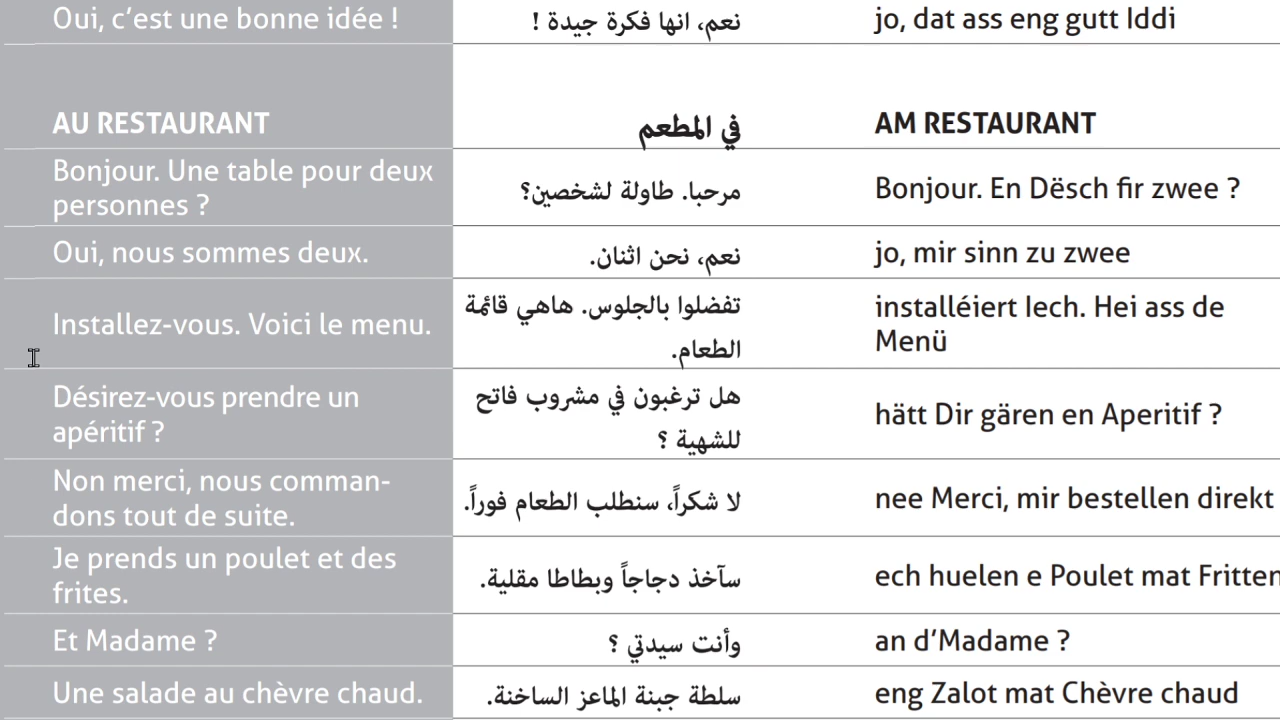 Oui, c’est une bonne idée !
نعم، انها فكرة جيدة !
jo, dat ass eng gutt Iddi
AU RESTAURANT
في المطعم
AM RESTAURANT
Bonjour. Une table pour deux
personnes ?
مرحبا. طاولة لشخصين؟
Bonjour. En Dësch fir zwee ?
Oui, nous sommes deux.
نعم، نحن اثنان.
jo, mir sinn zu zwee
Installez-vous. Voici le menu.
تفضلوا بالجلوس. هاهي قائمة
الطعام.
installéiert Iech. Hei ass de
Menü
Désirez-vous prendre un
apéritif ?
هل ترغبون في مشروب فاتح
للشهية ؟
hätt Dir gären en Aperitif ?
Non merci, nous comman-
dons tout de suite.
لا شكراً، سنطلب الطعام فوراً.
nee Merci, mir bestellen direkt
Je prends un poulet et des
frites.
سآخذ دجاجاً وبطاطا مقلية.
ech huelen e Poulet mat Fritten
Et Madame ?
وأنت سيدتي ؟
an d’Madame ?
Une salade au chèvre chaud.
سلطة جبنة الماعز الساخنة.
eng Zalot mat Chèvre chaud